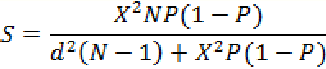 S = X²NP(1 − P) / d²(N − 1) + X²P(1 − P)